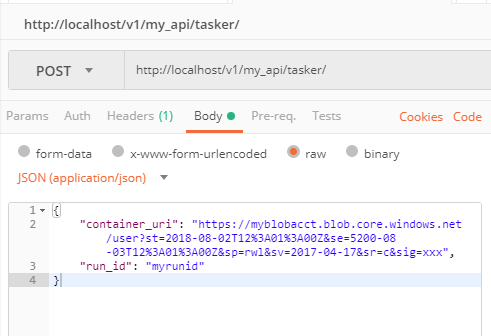 http://localhost/v1/my_api/tasker/
POST http://localhost/v1/my_api/tasker/
Params Auth Headers (1) Body Pre-req. Tests Cookies Code
form-data x-www-form-urlencoded raw binary
JSON (application/json)
1 {
2 "container_uri": "https://myblobacct.blob.core.windows.net
/user?st=2018-08-02T12%3A01%3A00Z&se=5200-08
-03T12%3A01%3A00Z&sp=rwl&sv=2017-04-17&sr=c&sig=xxx",
3 "run_id": "myrunid"
4 }